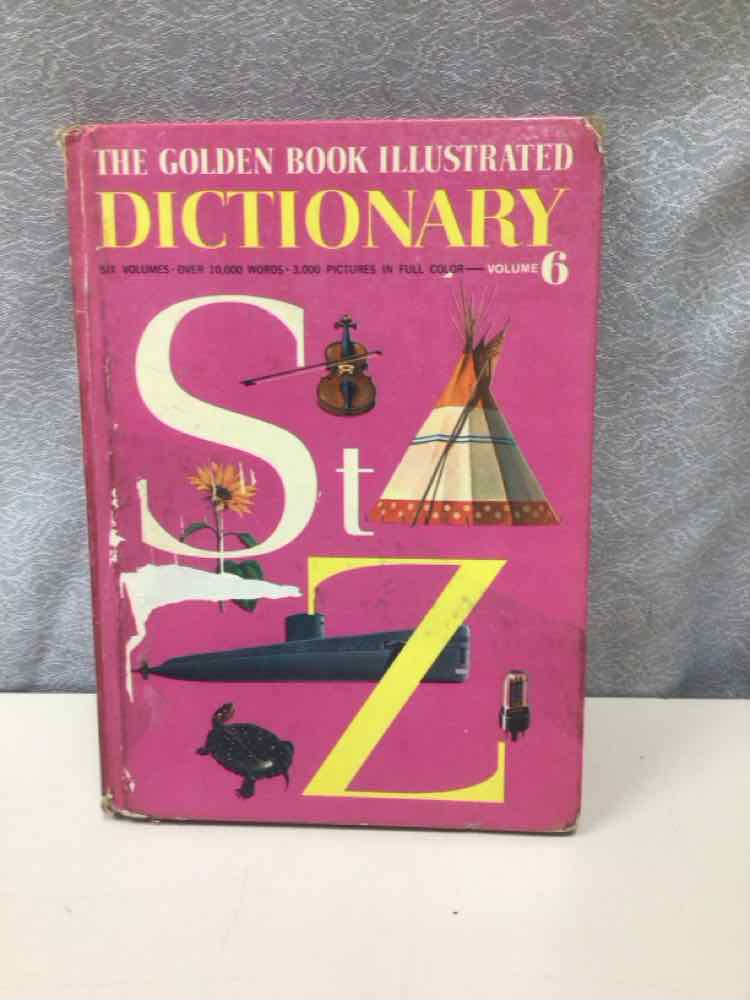 THE GOLDEN BOOK ILLUSTRATED
DICTIONARY
SIX VOLUMES • OVER 10,000 WORDS • 3,000 PICTURES IN FULL COLOR — VOLUME 6
St
Z